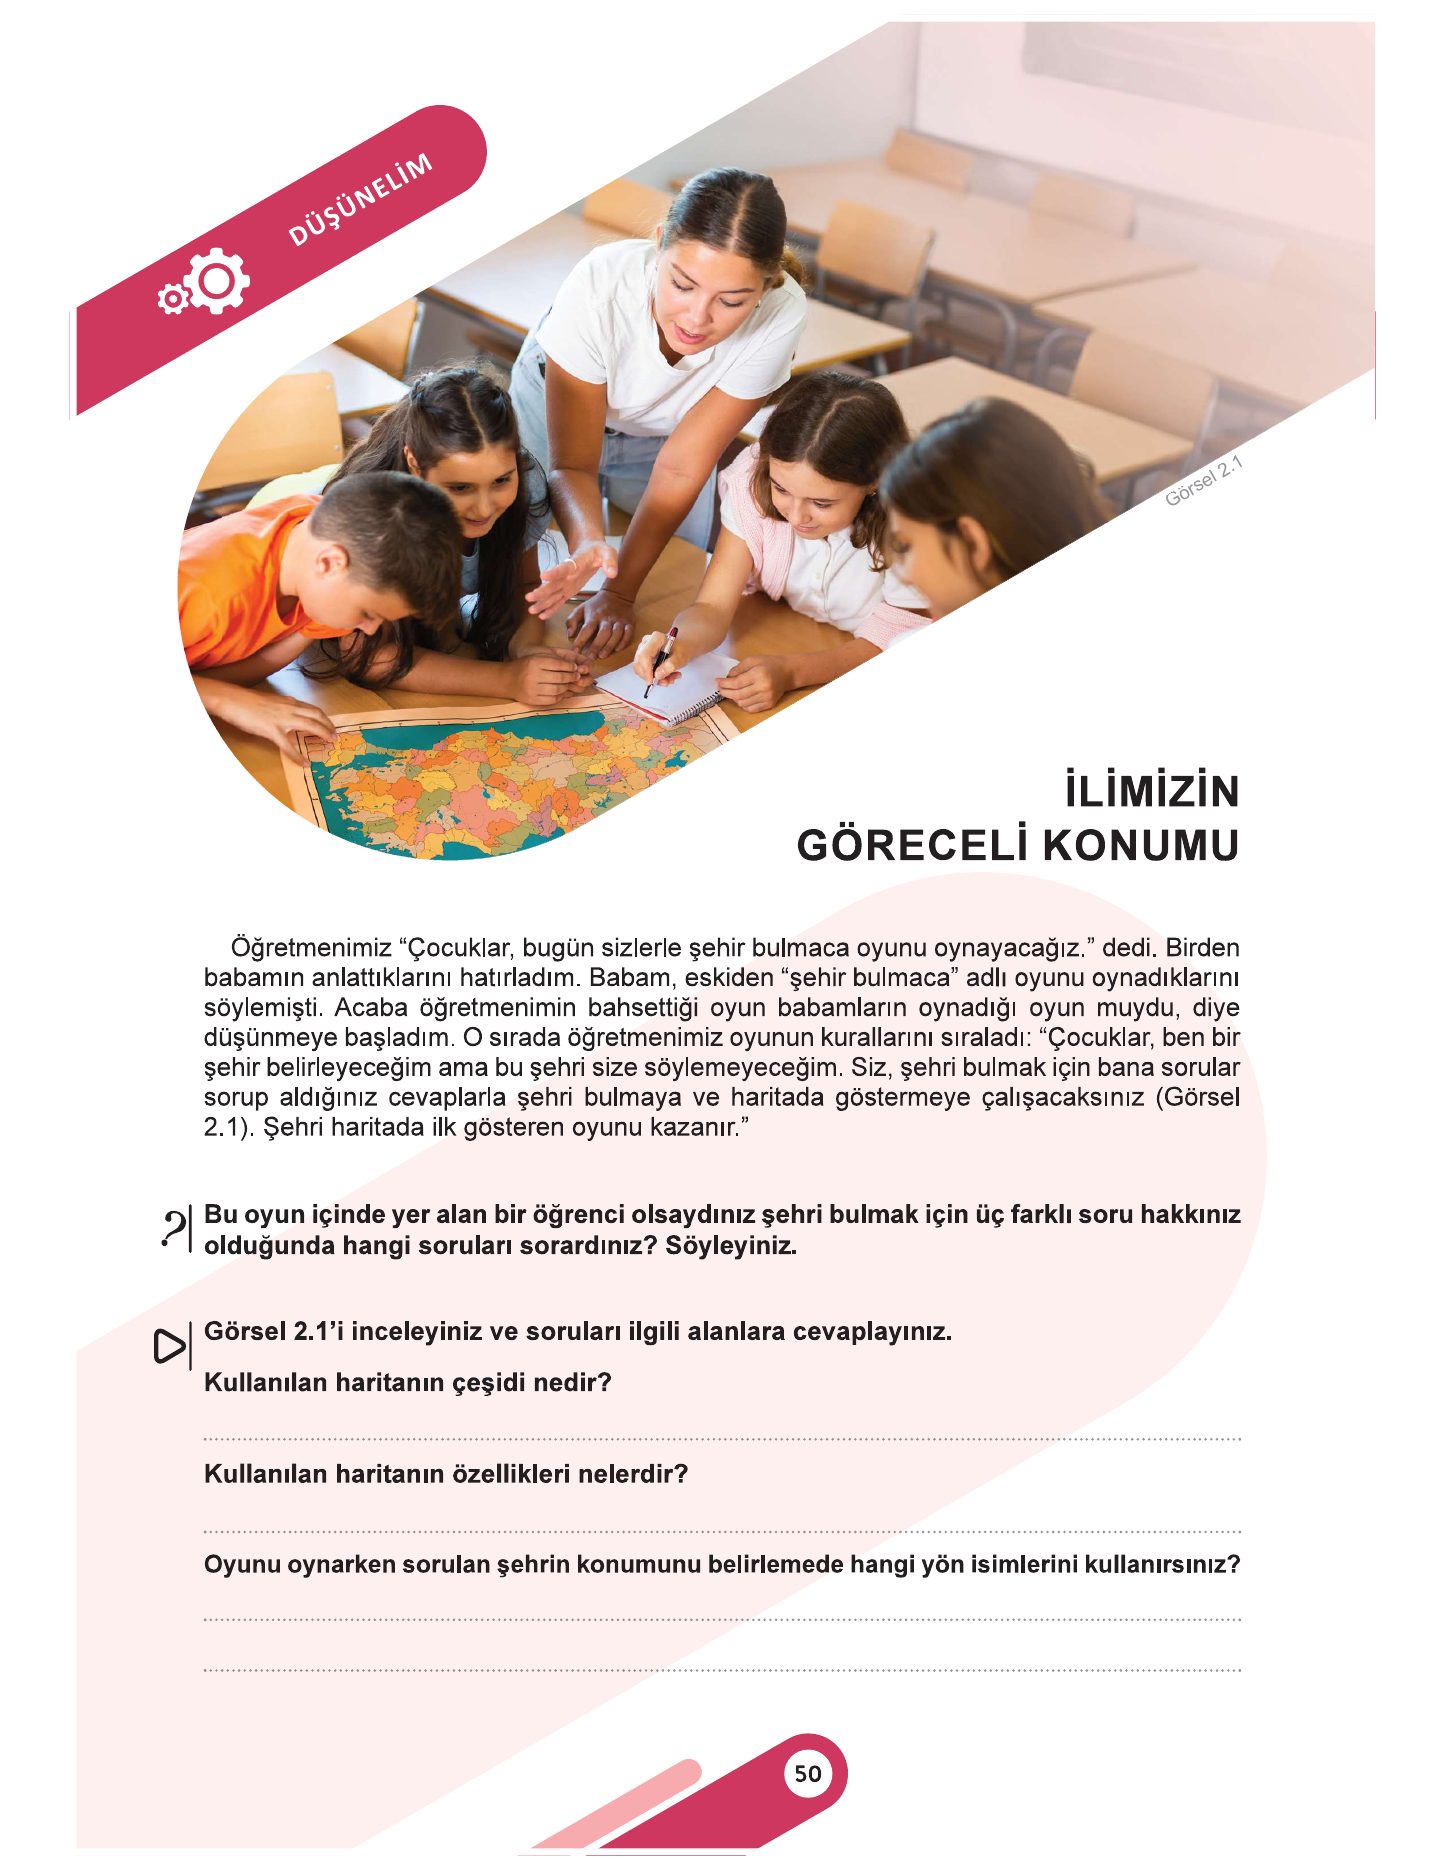 DÜŞÜNELİM
Görsel 2.1
İLİMİZİN
GÖRECELİ KONUMU
Öğretmenimiz “Çocuklar, bugün sizlerle şehir bulmaca oyunu oynayacağız.” dedi. Birden
babamın anlattıklarını hatırladım. Babam, eskiden “şehir bulmaca” adlı oyunu oynadıklarını
söylemişti. Acaba öğretmenimin bahsettiği oyun babamların oynadığı oyun muydu, diye
düşünmeye başladım. O sırada öğretmenimiz oyunun kurallarını sıraladı: “Çocuklar, ben bir
şehir belirleyeceğim ama bu şehri size söylemeyeceğim. Siz, şehri bulmak için bana sorular
sorup aldığınız cevaplarla şehri bulmaya ve haritada göstermeye çalışacaksınız (Görsel
2.1). Şehri haritada ilk gösteren oyunu kazanır.”
? Bu oyun içinde yer alan bir öğrenci olsaydınız şehri bulmak için üç farklı soru hakkınız
olduğunda hangi soruları sorardınız? Söyleyiniz.
Görsel 2.1’i inceleyiniz ve soruları ilgili alanlara cevaplayınız.
Kullanılan haritanın çeşidi nedir?
Kullanılan haritanın özellikleri nelerdir?
Oyunu oynarken sorulan şehrin konumunu belirlemede hangi yön isimlerini kullanırsınız?
50